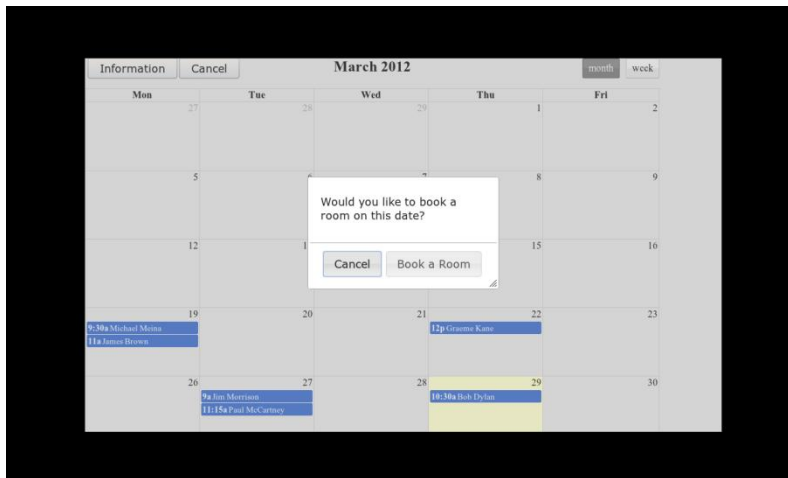 Information Cancel March 2012 month week
Mon Tue Wed Thu Fri
27 28 29 1 2
5 8 9
Would you like to book a
room on this date?
12 15 16
Cancel Book a Room
19 20 21 22 23
9:30a Michael Meina 12p Graeme Kane
11a James Brown
26 27 28 29 30
9a Jim Morrison 10:30a Bob Dylan
11:15a Paul McCartney